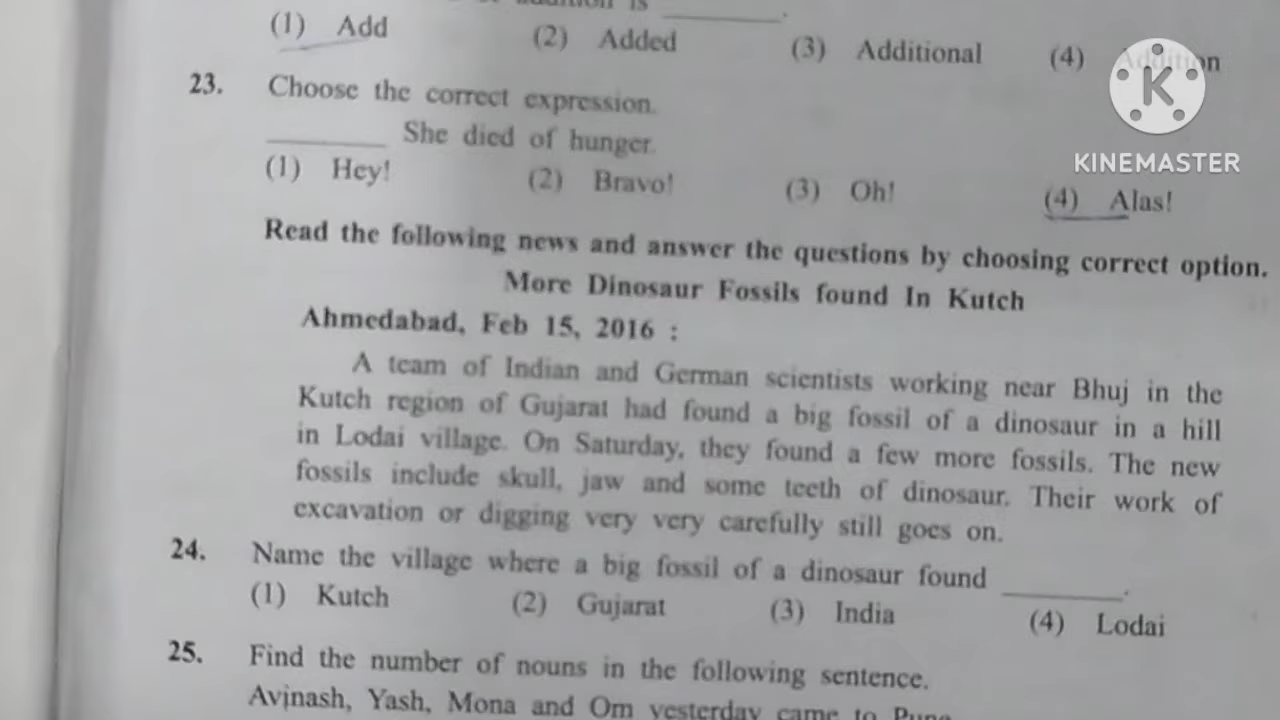 addition is ________.
(1) Add (2) Added (3) Additional (4) Addition
K
KINEMASTER
23. Choose the correct expression.
________ She died of hunger.
(1) Hey! (2) Bravo! (3) Oh! (4) Alas!
Read the following news and answer the questions by choosing correct option.
More Dinosaur Fossils found In Kutch
Ahmedabad, Feb 15, 2016 :
A team of Indian and German scientists working near Bhuj in the
Kutch region of Gujarat had found a big fossil of a dinosaur in a hill
in Lodai village. On Saturday, they found a few more fossils. The new
fossils include skull, jaw and some teeth of dinosaur. Their work of
excavation or digging very very carefully still goes on.
24. Name the village where a big fossil of a dinosaur found ________.
(1) Kutch (2) Gujarat (3) India (4) Lodai
25. Find the number of nouns in the following sentence.
Avinash, Yash, Mona and Om yesterday came to Pune